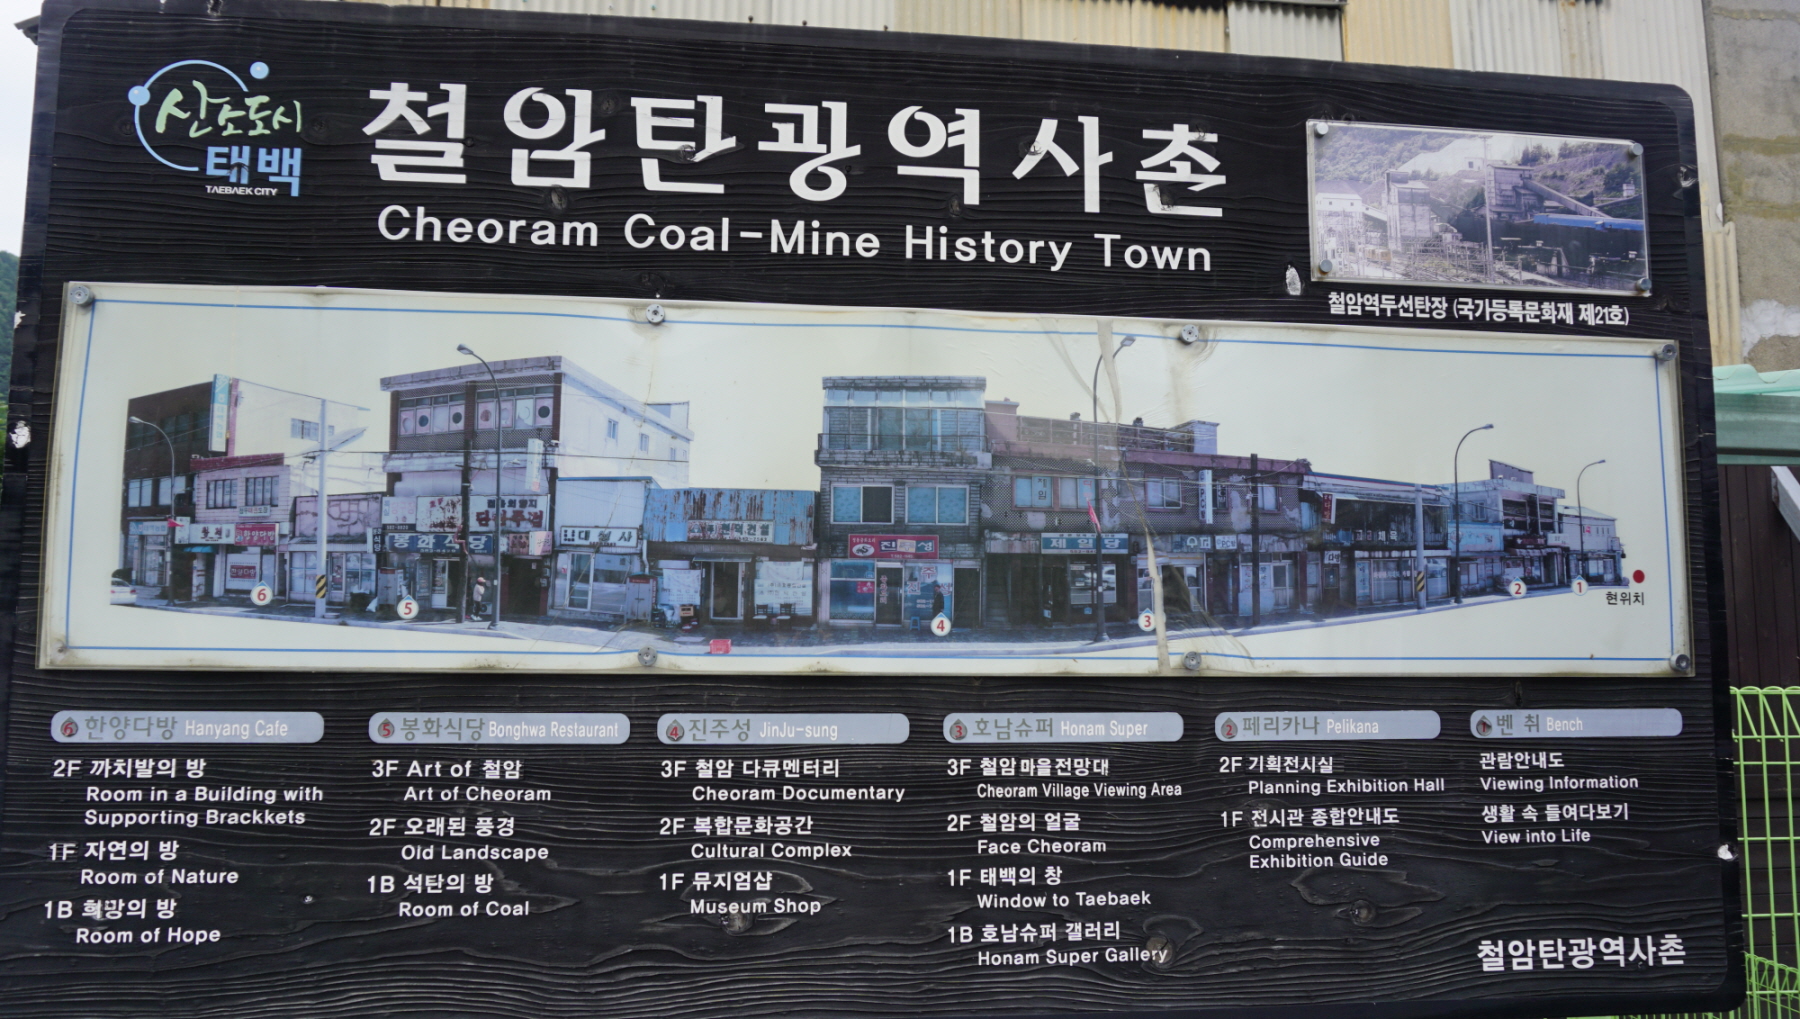 산소도시
태백
TAEBAEK CITY
철암탄광역사촌
Cheoram Coal-Mine History Town
철암역두선탄장 (국가등록문화재 제21호)
진주성
봉화식당
현위치
6
5
4
3
2
1
6 한양다방 Hanyang Cafe
2F 까치발의 방
Room in a Building with
Supporting Brackkets
1F 자연의 방
Room of Nature
1B 희망의 방
Room of Hope
5 봉화식당 Bonghwa Restaurant
3F Art of 철암
Art of Cheoram
2F 오래된 풍경
Old Landscape
1B 석탄의 방
Room of Coal
4 진주성 JinJu-sung
3F 철암 다큐멘터리
Cheoram Documentary
2F 복합문화공간
Cultural Complex
1F 뮤지엄샵
Museum Shop
3 호남슈퍼 Honam Super
3F 철암마을전망대
Cheoram Village Viewing Area
2F 철암의 얼굴
Face Cheoram
1F 태백의 창
Window to Taebaek
1B 호남슈퍼 갤러리
Honam Super Gallery
2 페리카나 Pelikana
2F 기획전시실
Planning Exhibition Hall
1F 전시관 종합안내도
Comprehensive
Exhibition Guide
1 벤취 Bench
관람안내도
Viewing Information
생활 속 들여다보기
View into Life
철암탄광역사촌